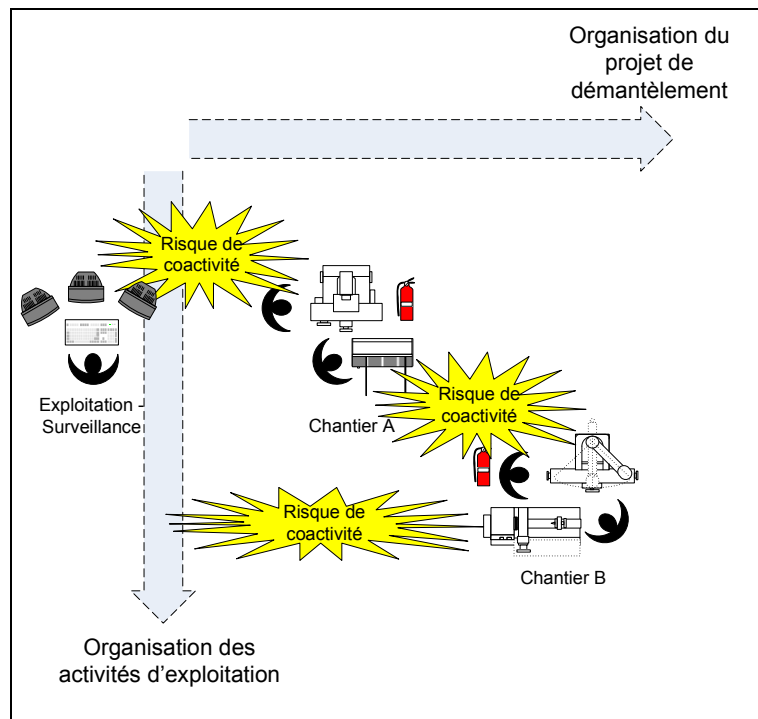 Organisation du
projet de
démantèlement
Risque de
coactivité
Exploitation -
Surveillance
Chantier A
Risque de
coactivité
Risque de
coactivité
Chantier B
Organisation des
activités d'exploitation